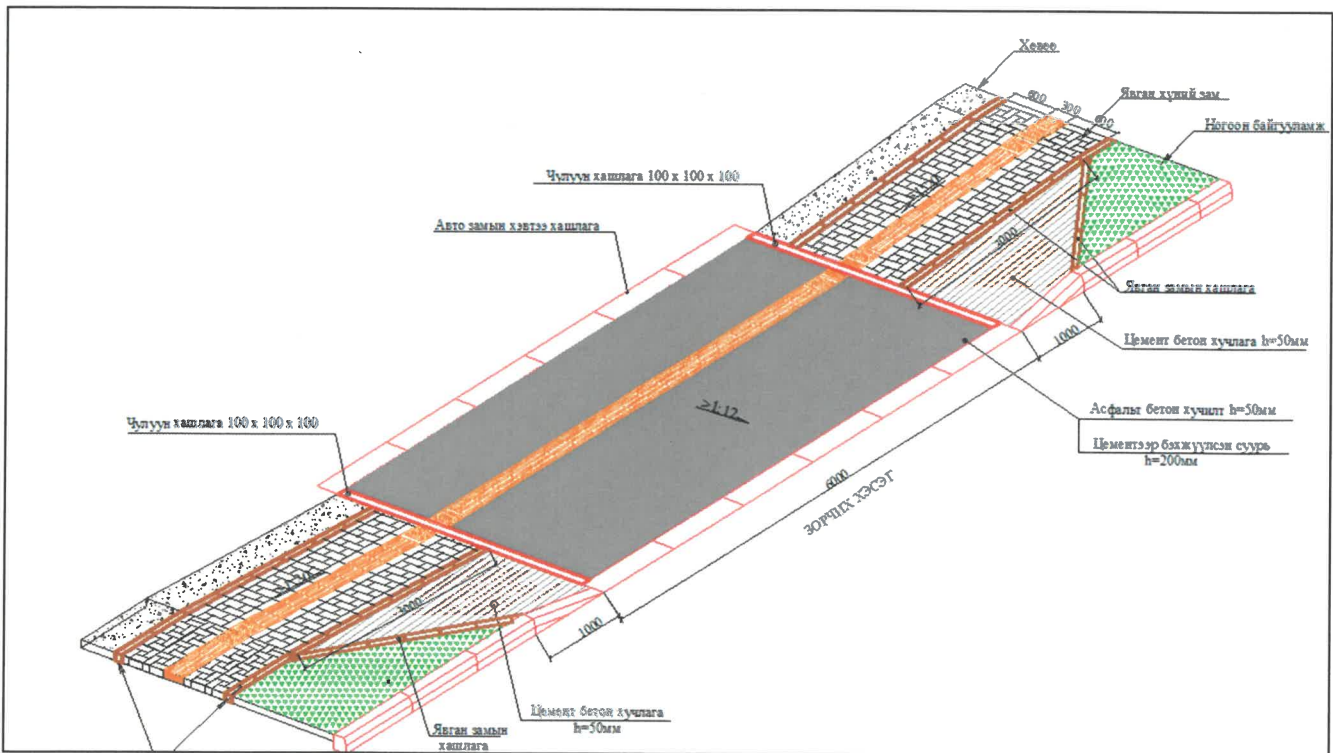 Хөвөө
Явган хүний зам
600
300
600
Ногоон байгууламж
Чулуун хашлага 100 x 100 x 100
Авто замын хэвтээ хашлага
3000
Явган замын хашлага
1000
Цемент бетон хучлага h=50мм
≥1:12
Асфальт бетон хучилт h=50мм
Цементээр бэхжүүлсэн суурь
h=200мм
Чулуун хашлага 100 x 100 x 100
6000
ЗОРЧИХ ХЭСЭГ
3000
1000
Цемент бетон хучлага
h=50мм
Явган замын
хашлага